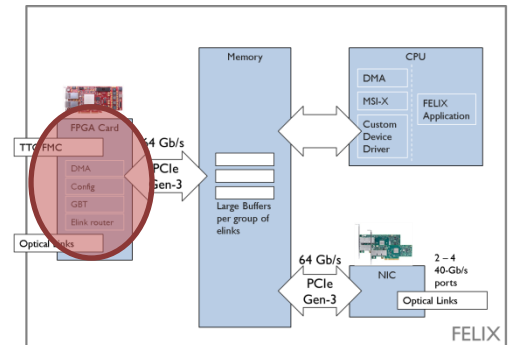 FPGA Card
TTC FMC
DMA
Config
GBT
Elink router
Optical Links
64 Gb/s
PCIe
Gen-3
Memory
Large Buffers
per group of
elinks
CPU
DMA
MSI-X
Custom
Device
Driver
FELIX
Application
64 Gb/s
PCIe
Gen-3
NIC
2 – 4
40-Gb/s
ports
Optical Links
FELIX